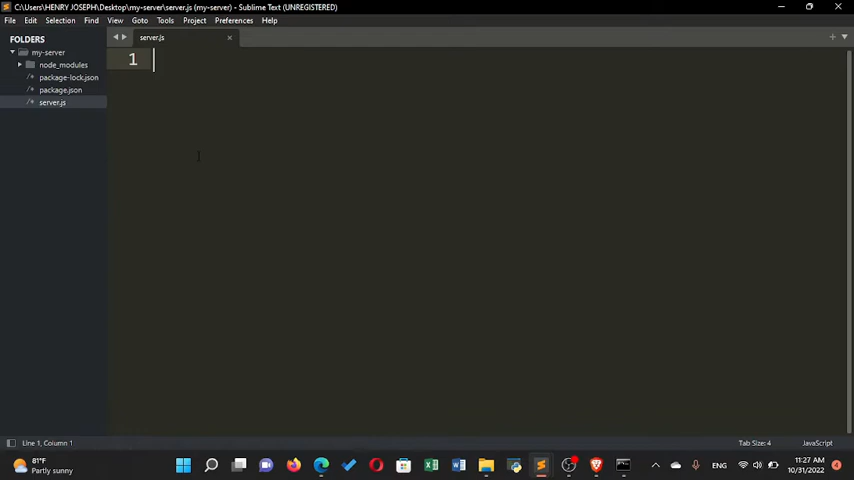 C:\Users\HENRY JOSEPH\Desktop\my-server\server.js (my-server) - Sublime Text (UNREGISTERED)
File Edit Selection Find View Goto Tools Project Preferences Help
FOLDERS
my-server
node_modules
package-lock.json
package.json
server.js
server.js
1
Line 1, Column 1
Tab Size: 4
JavaScript
81°F
Partly sunny
ENG
11:27 AM
10/31/2022
4